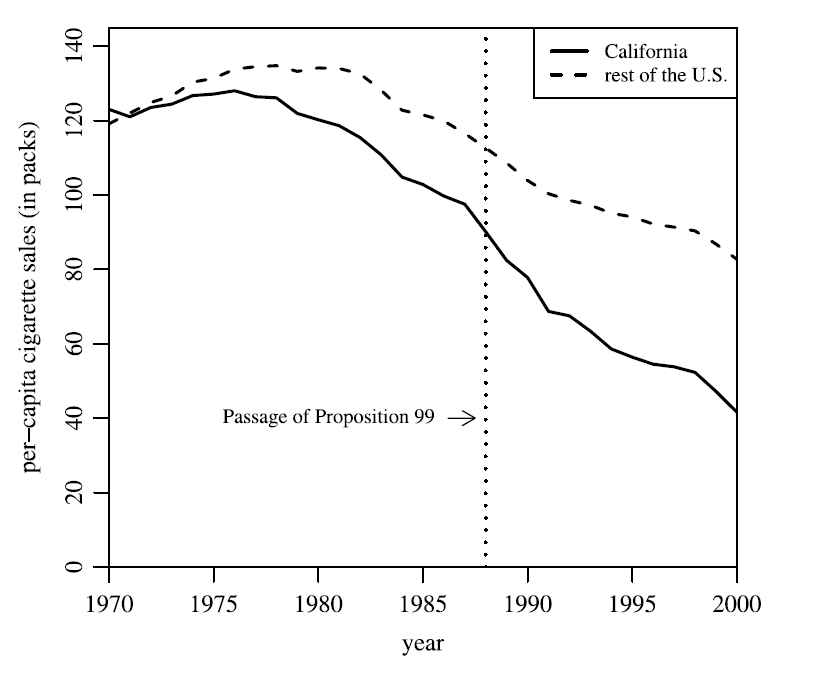 California
rest of the U.S.
per−capita cigarette sales (in packs)
140
120
100
80
60
40
20
0
Passage of Proposition 99
1970 1975 1980 1985 1990 1995 2000
year